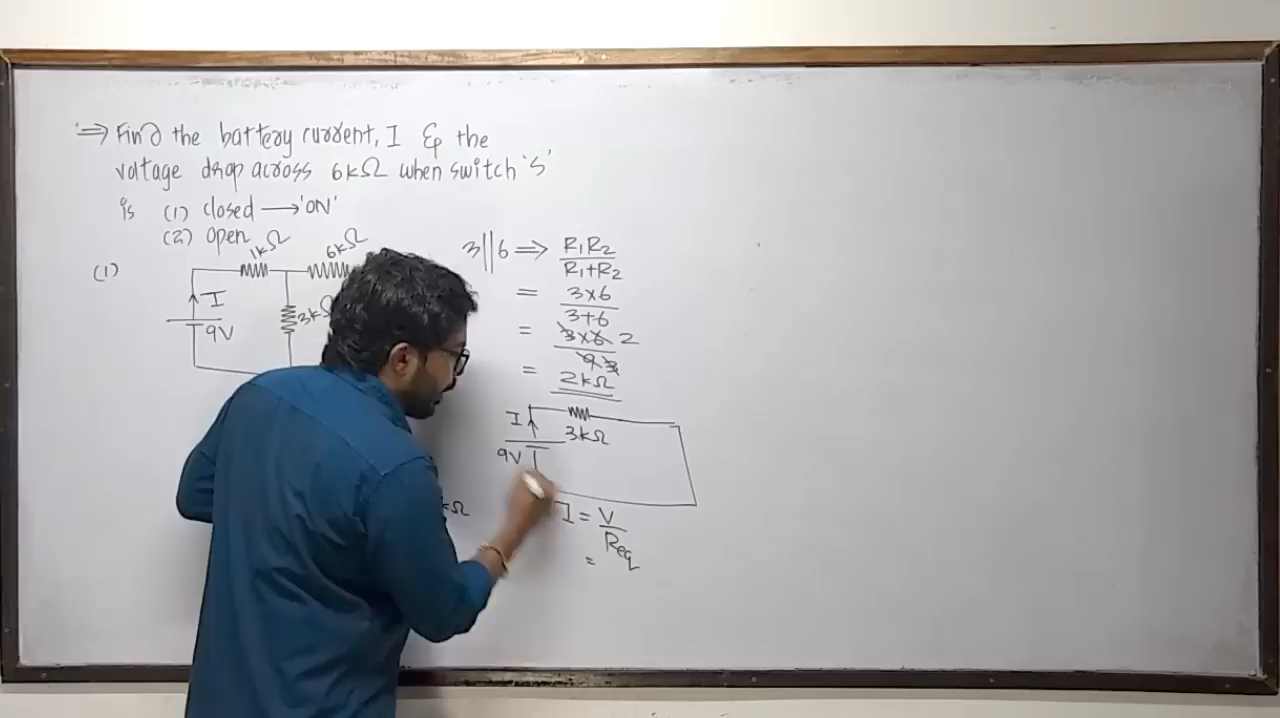 ⇒ Find the battery current, I & the
voltage drop across 6kΩ when switch 'S'
is (1) closed → 'ON'
(2) open
(1)
1kΩ
6kΩ
I
3kΩ
9V
3||6 ⇒ R₁R₂
R₁+R₂
= 3×6
3+6
= 3×6 2
9 3
= 2kΩ
I
3kΩ
9V
kΩ
I = V
Req
=